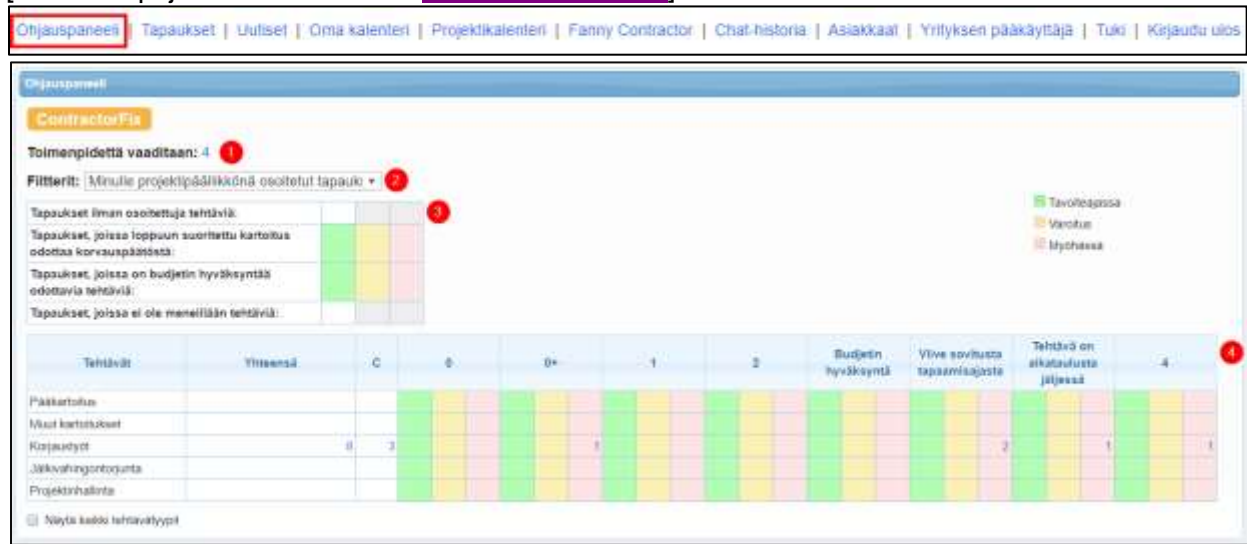 Ohjauspaneeli | Tapaukset | Uutiset | Oma kalenteri | Projektikalenteri | Fanny Contractor | Chat-historia | Asiakkaat | Yrityksen pääkäyttäjä | Tuki | Kirjaudu ulos
Ohjauspaneeli
ContractorFix
Toimenpidettä vaaditaan: 4 1
Filtterit: Minulle projektipäällikkönä osoitetut tapauk 2
Tapaukset ilman osoitettuja tehtäviä: 3
Tapaukset, joissa loppuun suoritettu kartoitus
odottaa korvauspäätöstä:
Tapaukset, joissa on budjetin hyväksyntää
odottavia tehtäviä:
Tapaukset, joissa ei ole meneillään tehtäviä:
Tavoiteajassa
Varoitus
Myöhässä
Tehtävät Yhteensä C 0 0+ 1 2 Budjetin hyväksyntä Viive sovitusta tapaamisajasta Tehtävä on aikataulusta jäljessä 4 4
Pääkartoitus
Muut kartoitukset
Korjaustyöt 8 3 1 2 1 1
Jälkivahingontorjunta
Projektinhallinta
Näytä kaikki tehtävätyypit